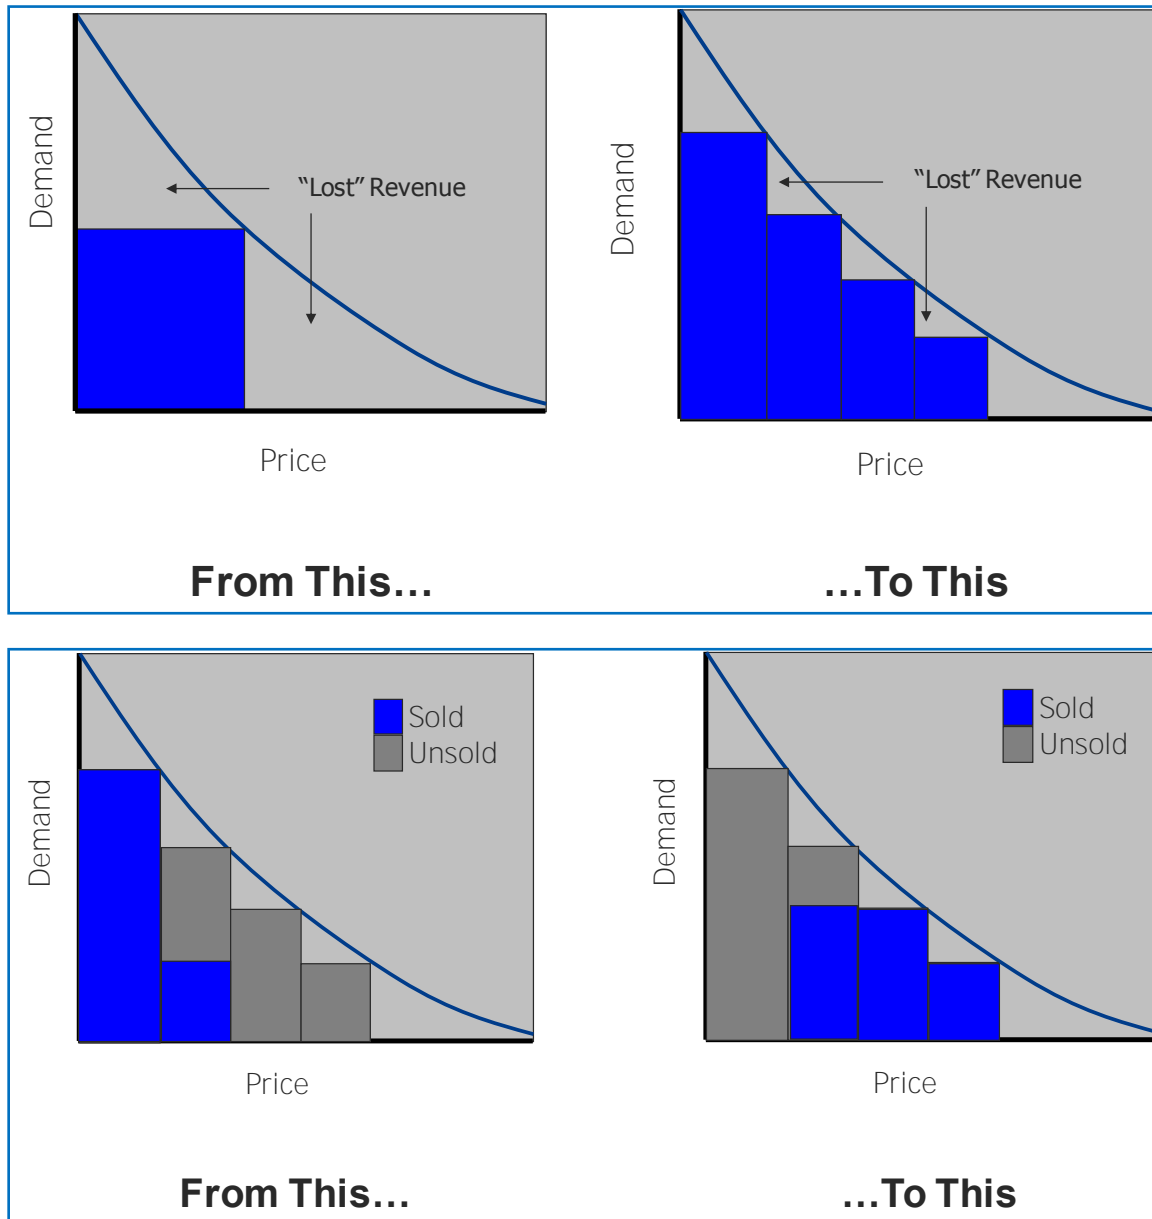 Demand
“Lost” Revenue
Price
From This…
Demand
“Lost” Revenue
Price
…To This
Demand
Sold
Unsold
Price
From This…
Demand
Sold
Unsold
Price
…To This